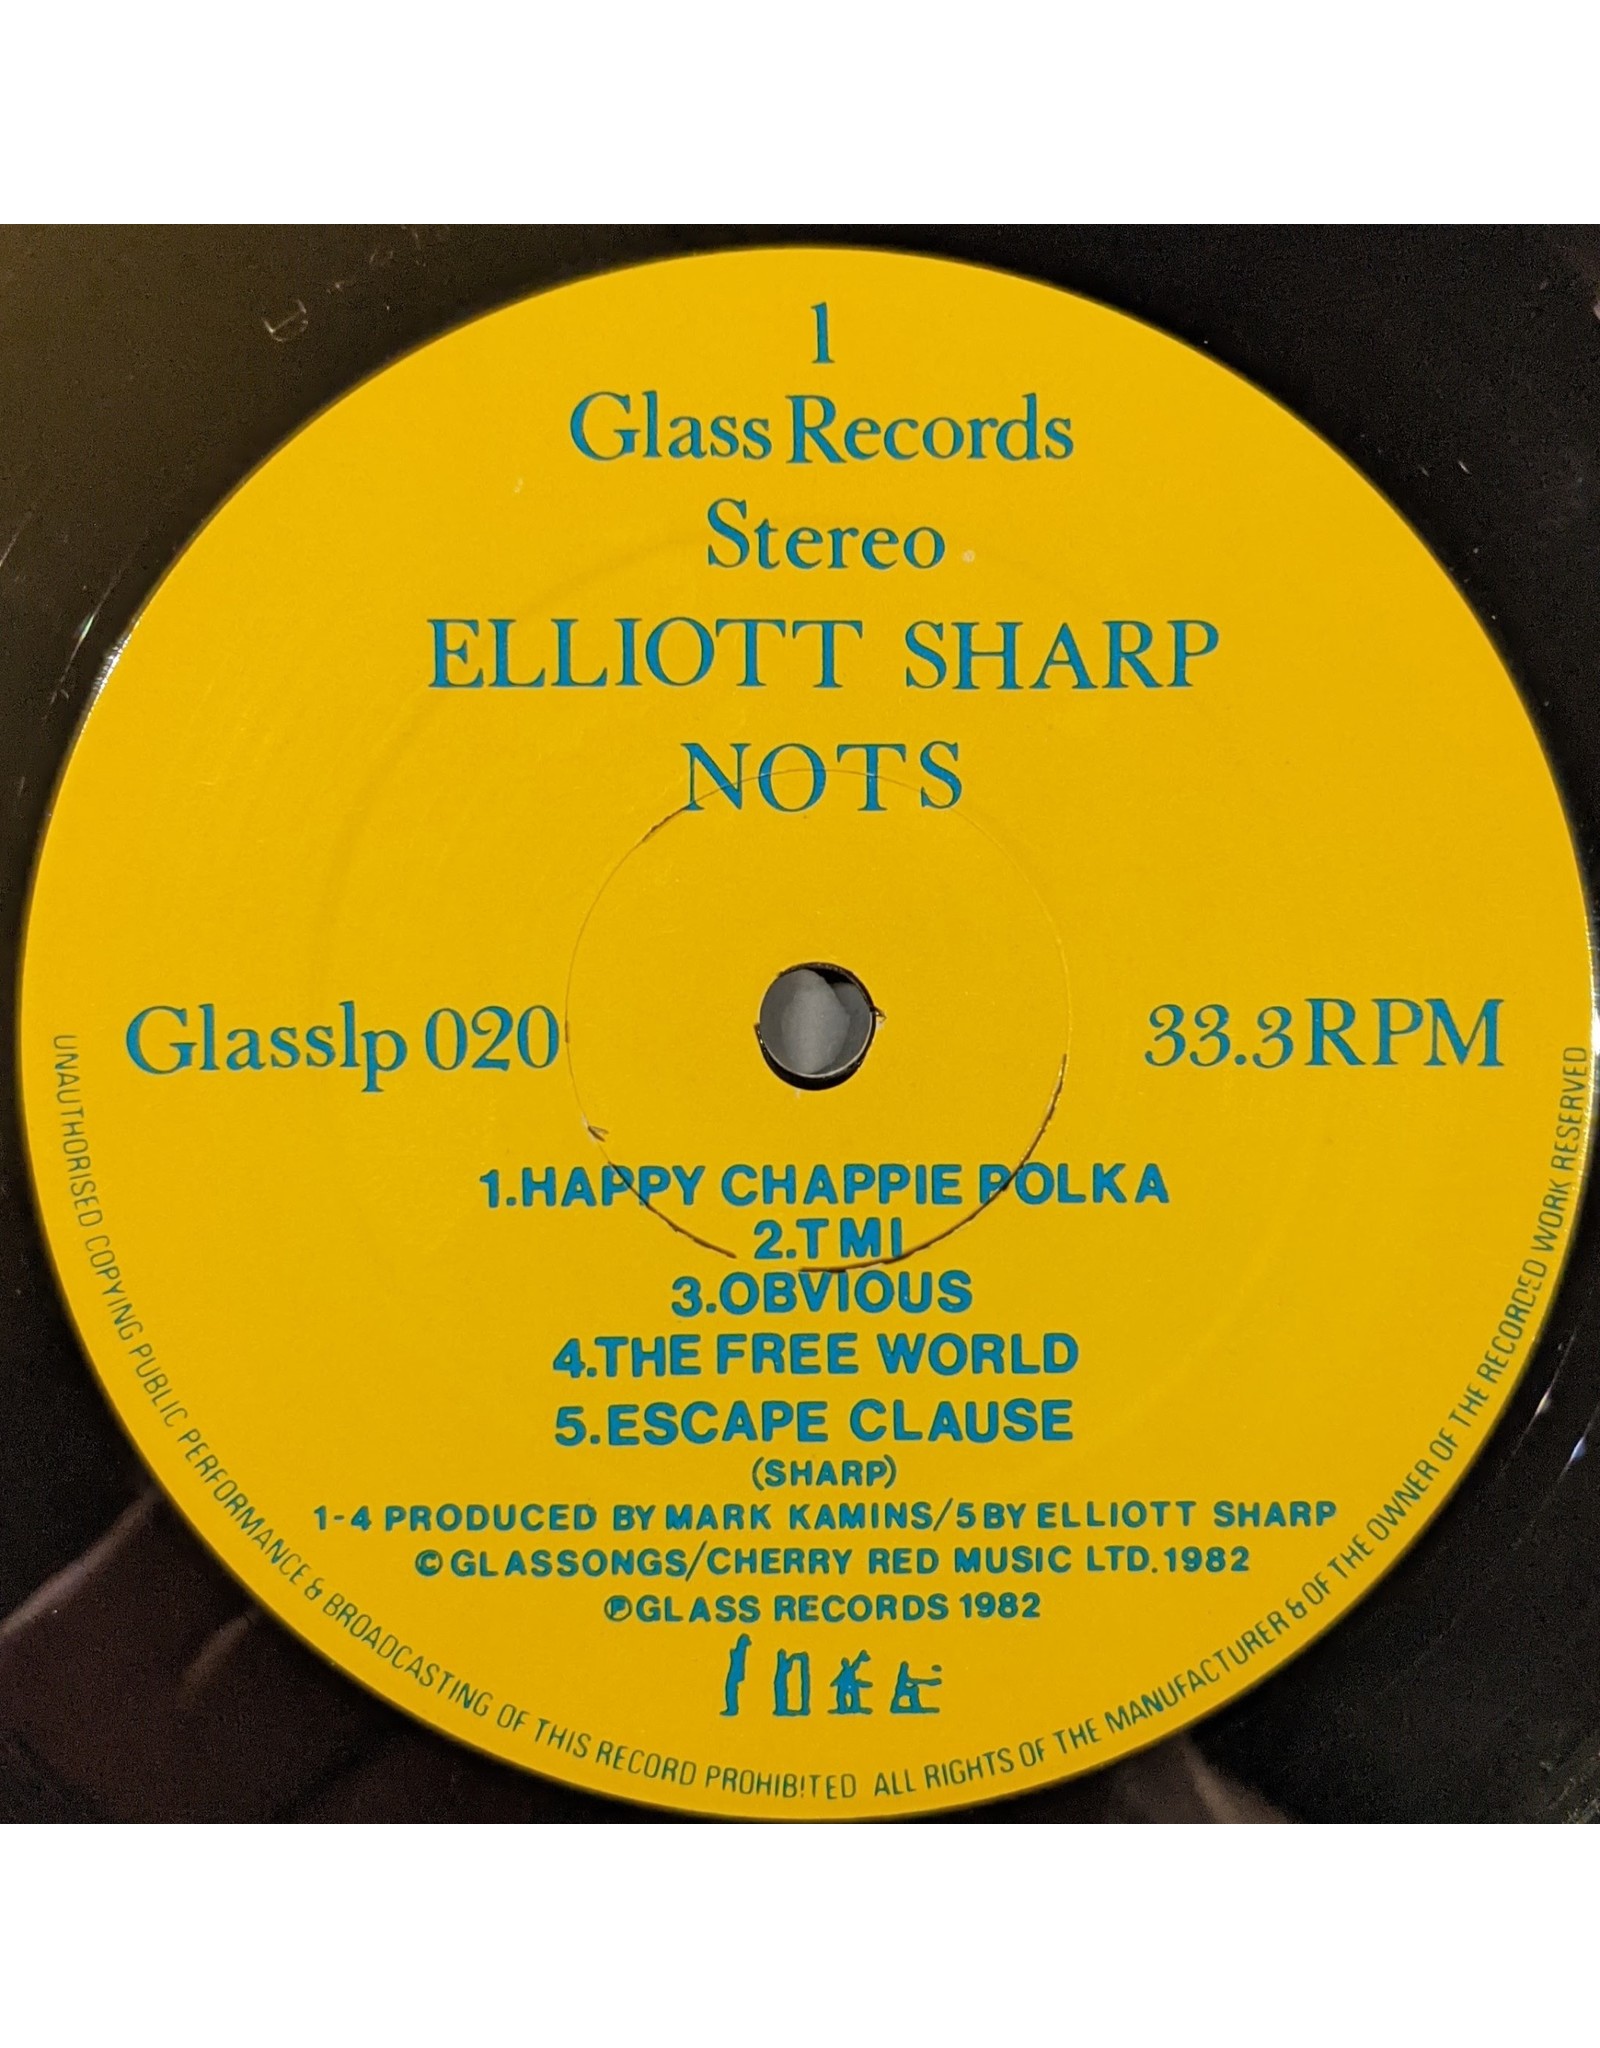 1
Glass Records
Stereo
ELLIOTT SHARP
NOTS
Glasslp 020
33.3RPM
1.HAPPY CHAPPIE POLKA
2.TMI
3.OBVIOUS
4.THE FREE WORLD
5.ESCAPE CLAUSE
(SHARP)
1-4 PRODUCED BY MARK KAMINS/5 BY ELLIOTT SHARP
©GLASSONGS/CHERRY RED MUSIC LTD.1982
℗GLASS RECORDS 1982
UNAUTHORISED COPYING PUBLIC PERFORMANCE & BROADCASTING OF THIS RECORD PROHIBITED ALL RIGHTS OF THE MANUFACTURER & OF THE OWNER OF THE RECORDED WORK RESERVED